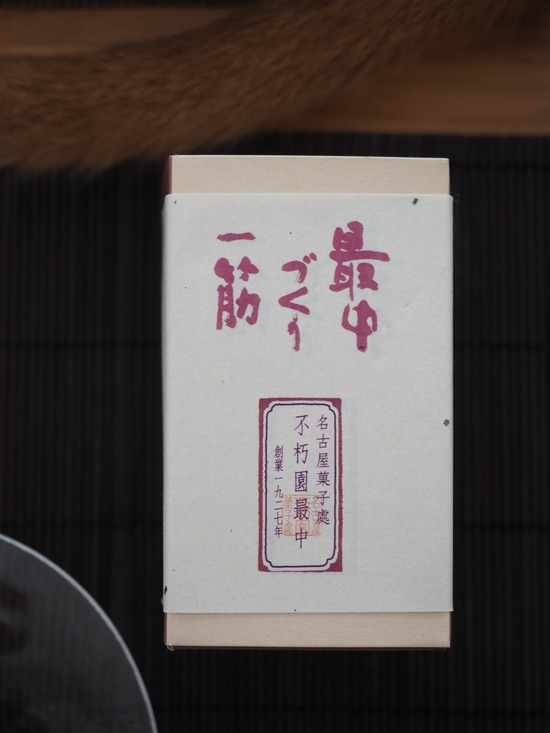 最中
づくり
一筋
名古屋菓子處
不朽園最中
創業一九二七年